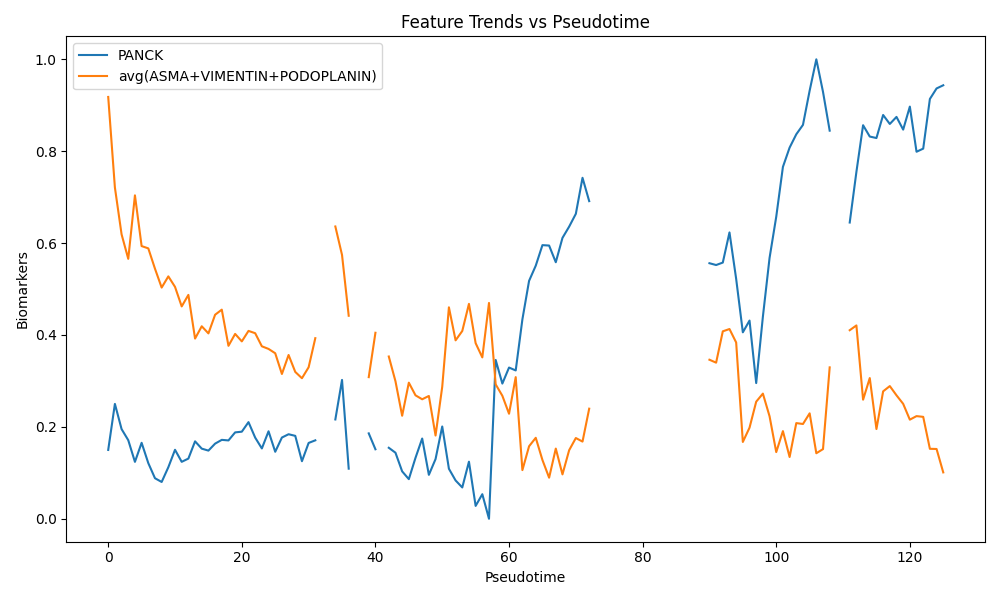 Feature Trends vs Pseudotime
PANCK
avg(ASMA+VIMENTIN+PODOPLANIN)
1.0
0.8
0.6
0.4
0.2
0.0
Biomarkers
0 20 40 60 80 100 120
Pseudotime